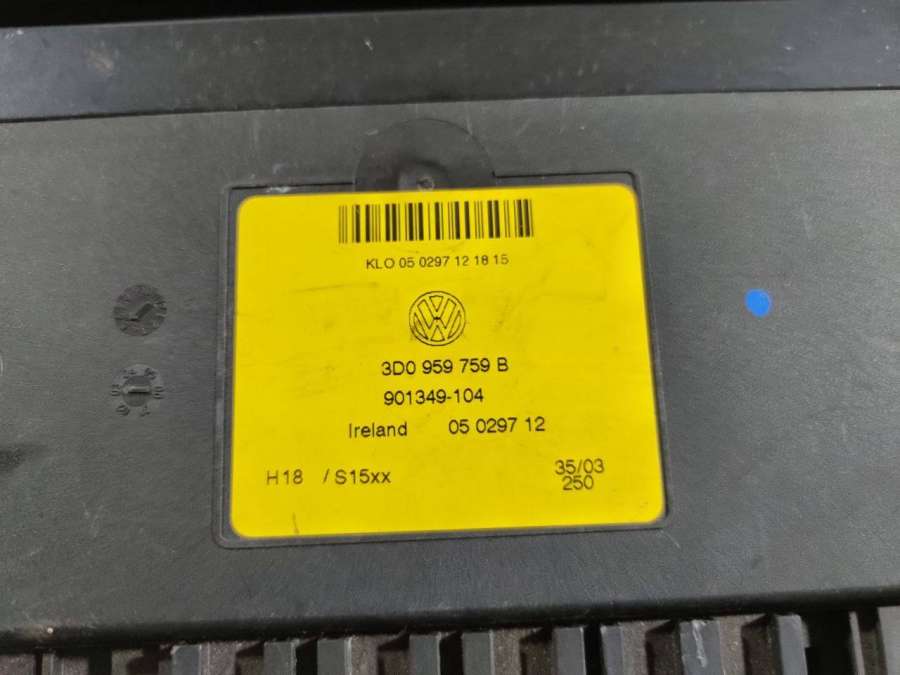 KLO 05 0297 12 18 15
VW
3D0 959 759 B
901349-104
Ireland 05 0297 12
H18 / S15xx 35/03
250